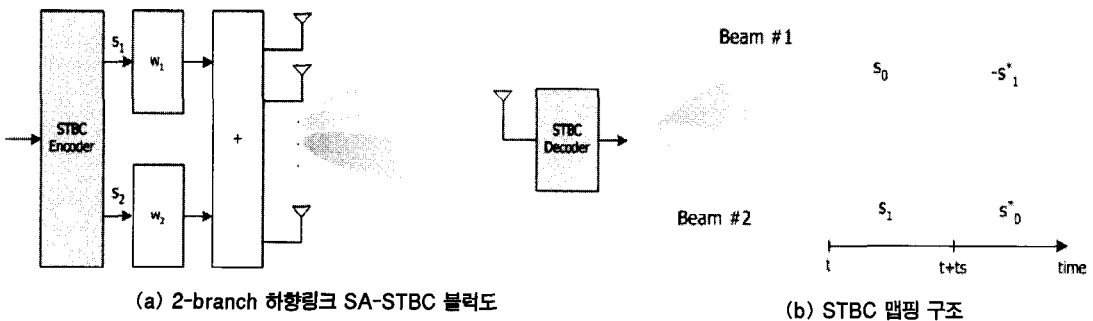 STBC
Encoder
S₁
w₁
S₂
w₂
+
STBC
Decoder
(a) 2-branch 하향링크 SA-STBC 블럭도
Beam #1
S₀
-S*₁
Beam #2
S₁
S*₀
t
t+ts
time
(b) STBC 맵핑 구조